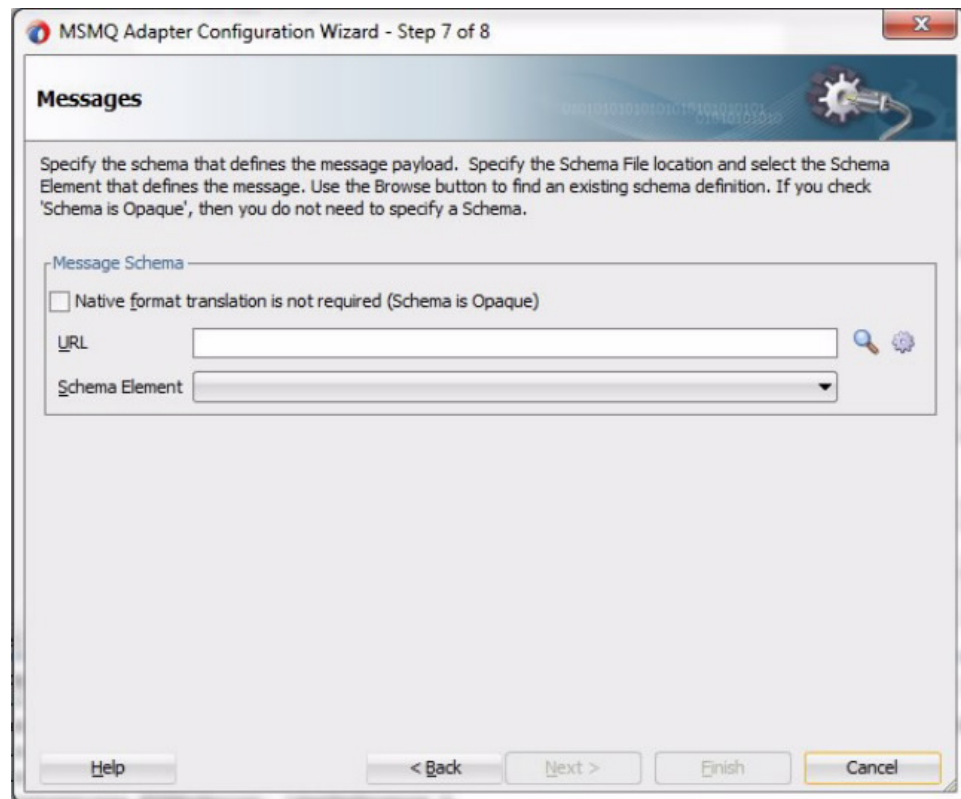 MSMQ Adapter Configuration Wizard - Step 7 of 8
Messages
Specify the schema that defines the message payload. Specify the Schema File location and select the Schema
Element that defines the message. Use the Browse button to find an existing schema definition. If you check
'Schema is Opaque', then you do not need to specify a Schema.
Message Schema
Native format translation is not required (Schema is Opaque)
URL
Schema Element
Help
< Back
Next >
Finish
Cancel